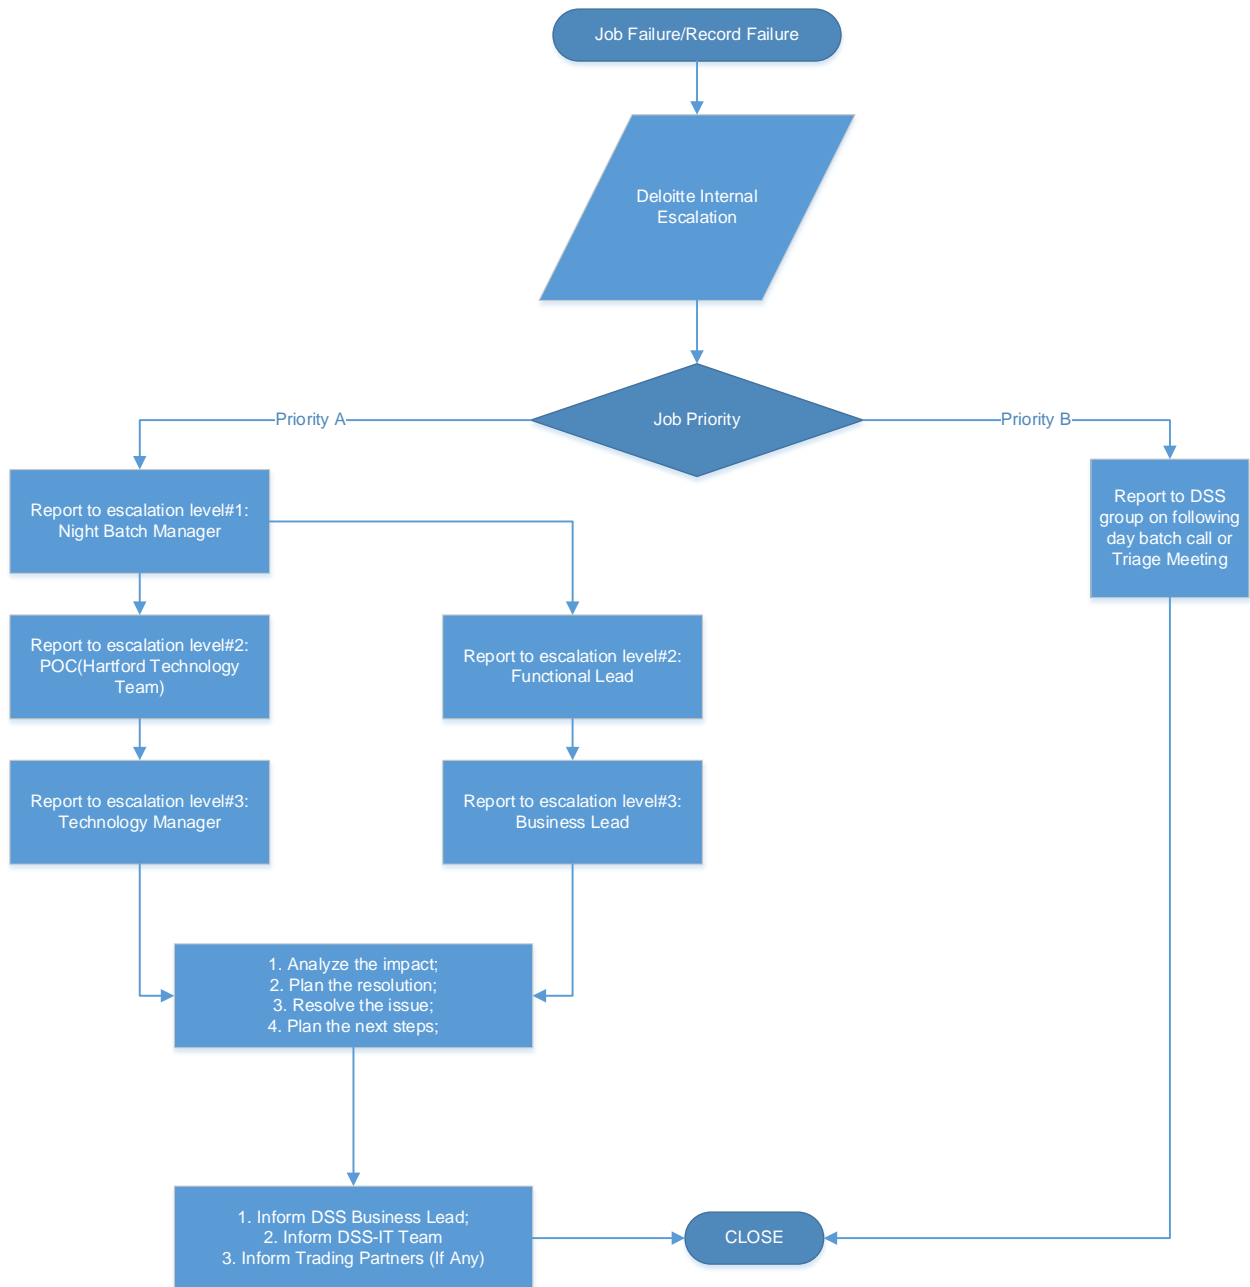 Job Failure/Record Failure
Deloitte Internal
Escalation
Job Priority
Priority A
Priority B
Report to escalation level#1:
Night Batch Manager
Report to DSS
group on following
day batch call or
Triage Meeting
Report to escalation level#2:
POC(Hartford Technology
Team)
Report to escalation level#2:
Functional Lead
Report to escalation level#3:
Technology Manager
Report to escalation level#3:
Business Lead
1. Analyze the impact;
2. Plan the resolution;
3. Resolve the issue;
4. Plan the next steps;
1. Inform DSS Business Lead;
2. Inform DSS-IT Team
3. Inform Trading Partners (If Any)
CLOSE